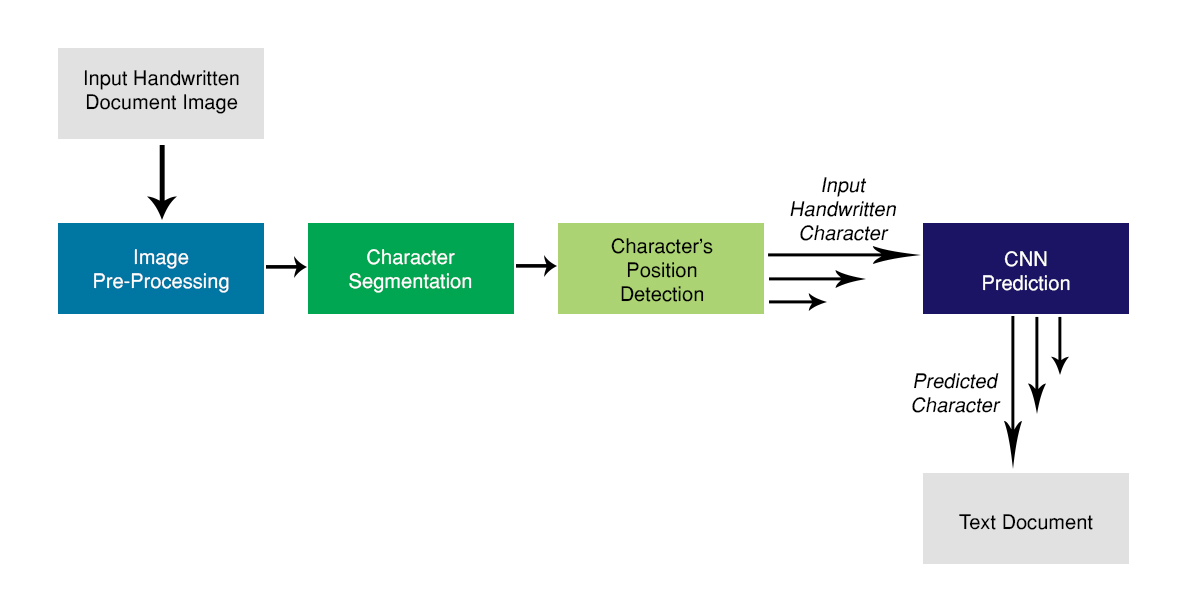 Input Handwritten
Document Image
Image
Pre-Processing
Character
Segmentation
Character’s
Position
Detection
Input
Handwritten
Character
CNN
Prediction
Predicted
Character
Text Document